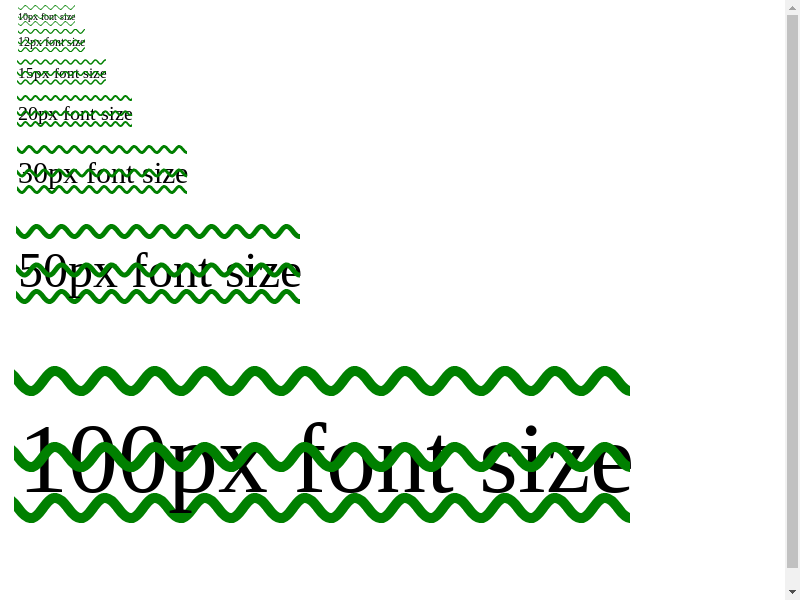 10px font size
12px font size
15px font size
20px font size
30px font size
50px font size
100px font size